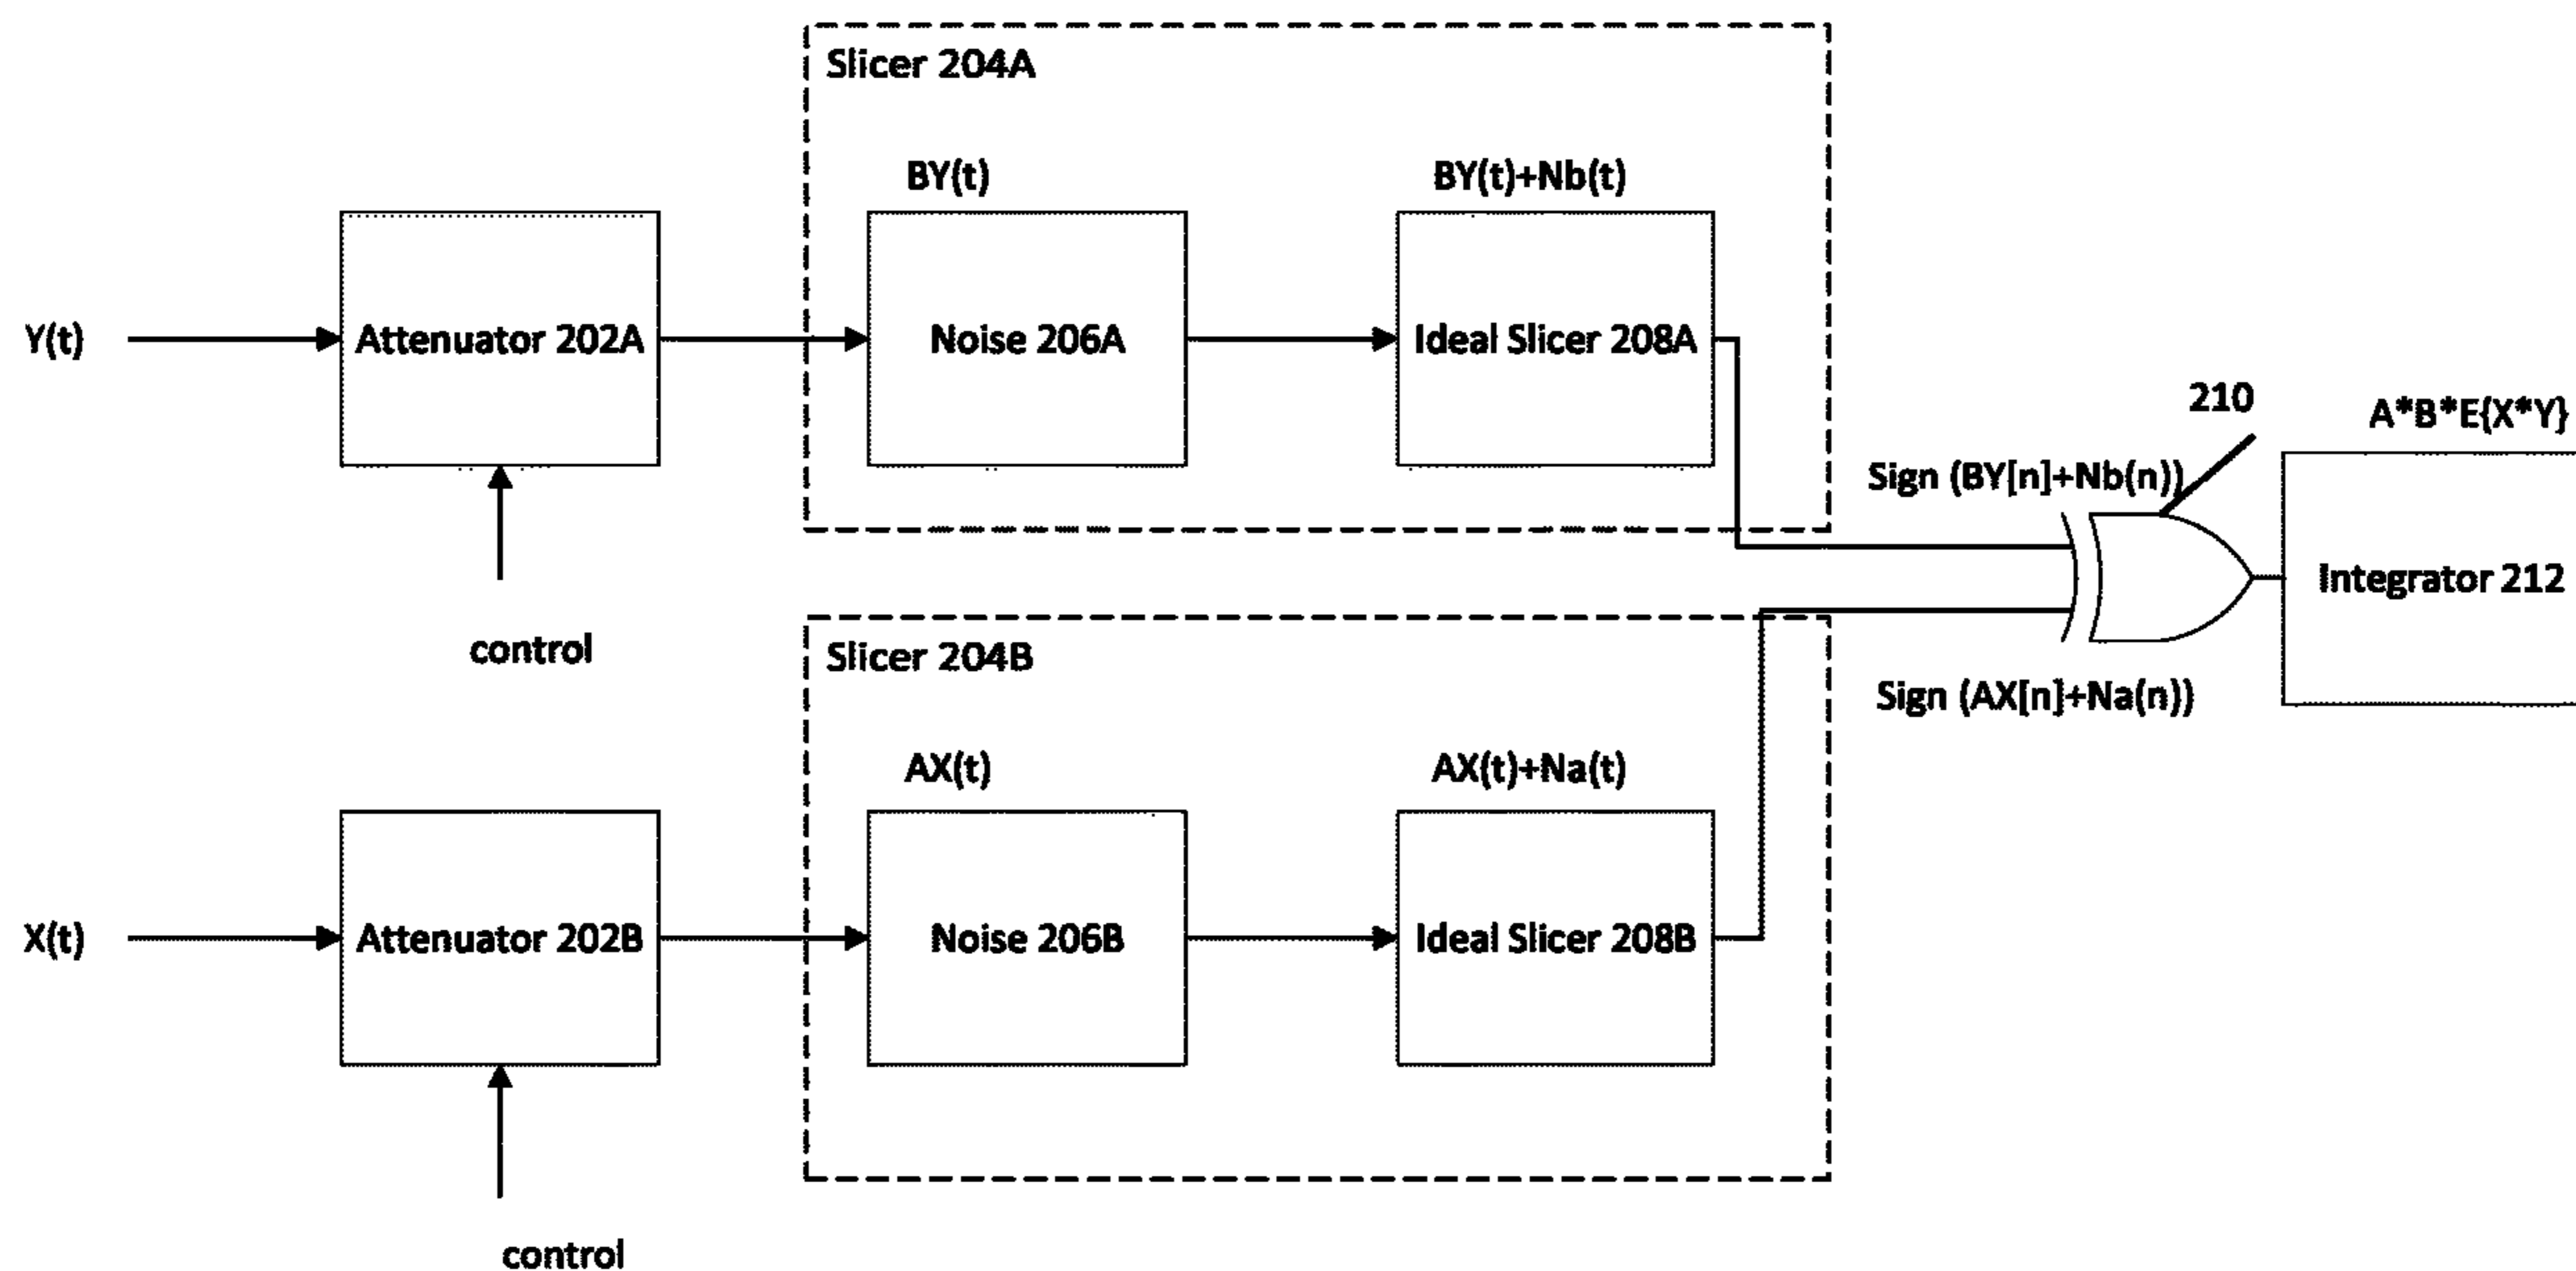 Slicer 204A
BY(t)
BY(t)+Nb(t)
Y(t)
Attenuator 202A
Noise 206A
Ideal Slicer 208A
control
210
A*B*E{X*Y}
Sign (BY[n]+Nb(n))
Integrator 212
Sign (AX[n]+Na(n))
Slicer 204B
AX(t)
AX(t)+Na(t)
X(t)
Attenuator 202B
Noise 206B
Ideal Slicer 208B
control